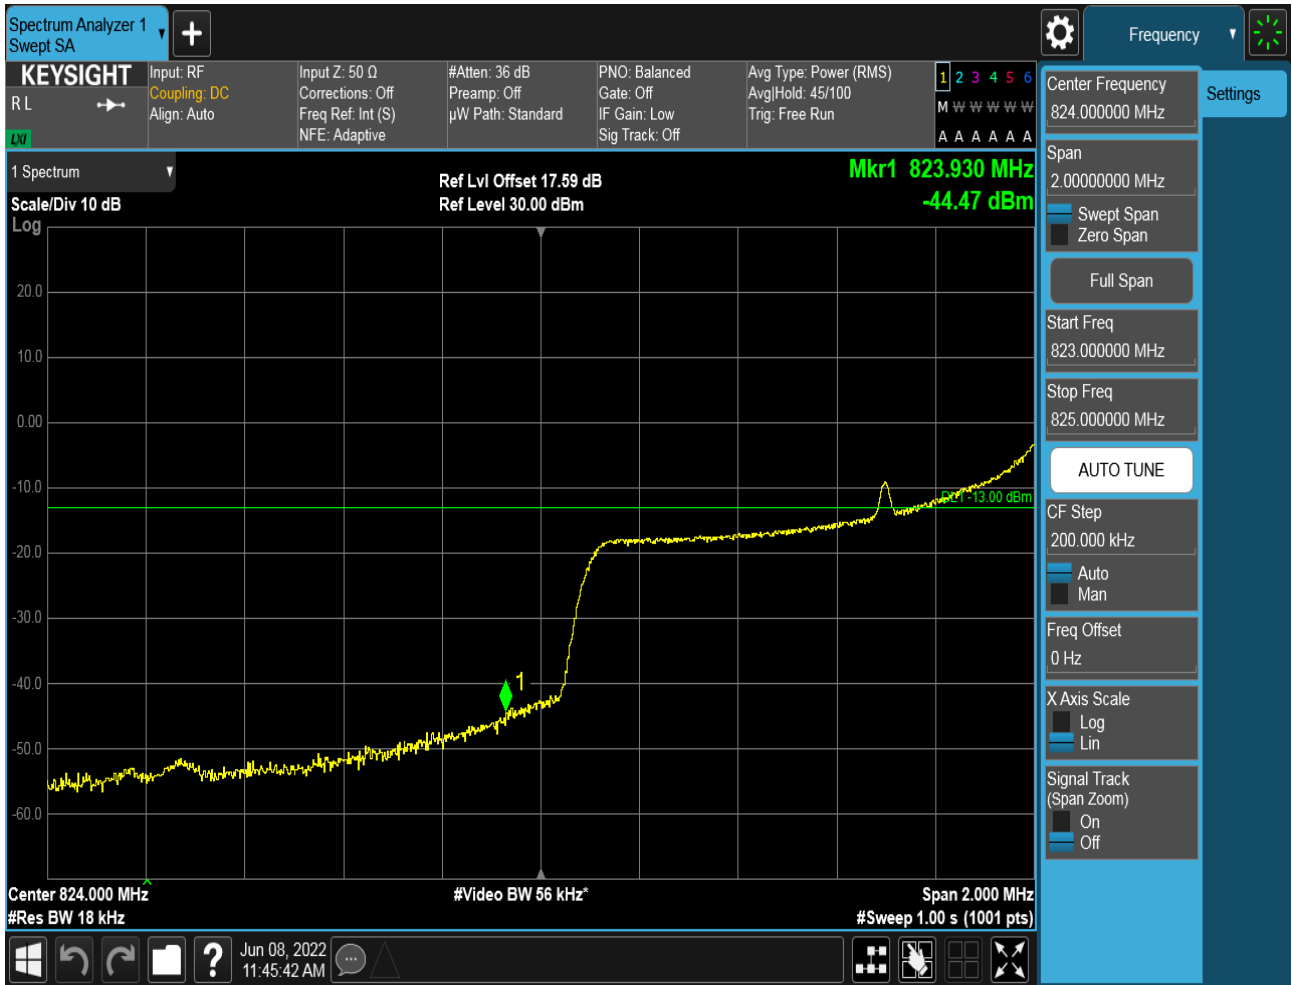 Spectrum Analyzer 1
Swept SA
Frequency
KEYSIGHT
R L
LXI
Input: RF
Coupling: DC
Align: Auto
Input Z: 50 Ω
Corrections: Off
Freq Ref: Int (S)
NFE: Adaptive
#Atten: 36 dB
Preamp: Off
µW Path: Standard
PNO: Balanced
Gate: Off
IF Gain: Low
Sig Track: Off
Avg Type: Power (RMS)
Avg|Hold: 45/100
Trig: Free Run
1 2 3 4 5 6
M W W W W W
A A A A A A
1 Spectrum
Scale/Div 10 dB
Log
Ref Lvl Offset 17.59 dB
Ref Level 30.00 dBm
Mkr1 823.930 MHz
-44.47 dBm
20.0
10.0
0.00
-10.0
DL1 -13.00 dBm
-20.0
-30.0
-40.0
1
-50.0
-60.0
Center 824.000 MHz
#Video BW 56 kHz*
Span 2.000 MHz
#Res BW 18 kHz
#Sweep 1.00 s (1001 pts)
?
Jun 08, 2022
11:45:42 AM
Center Frequency
824.000000 MHz
Settings
Span
2.00000000 MHz
Swept Span
Zero Span
Full Span
Start Freq
823.000000 MHz
Stop Freq
825.000000 MHz
AUTO TUNE
CF Step
200.000 kHz
Auto
Man
Freq Offset
0 Hz
X Axis Scale
Log
Lin
Signal Track
(Span Zoom)
On
Off